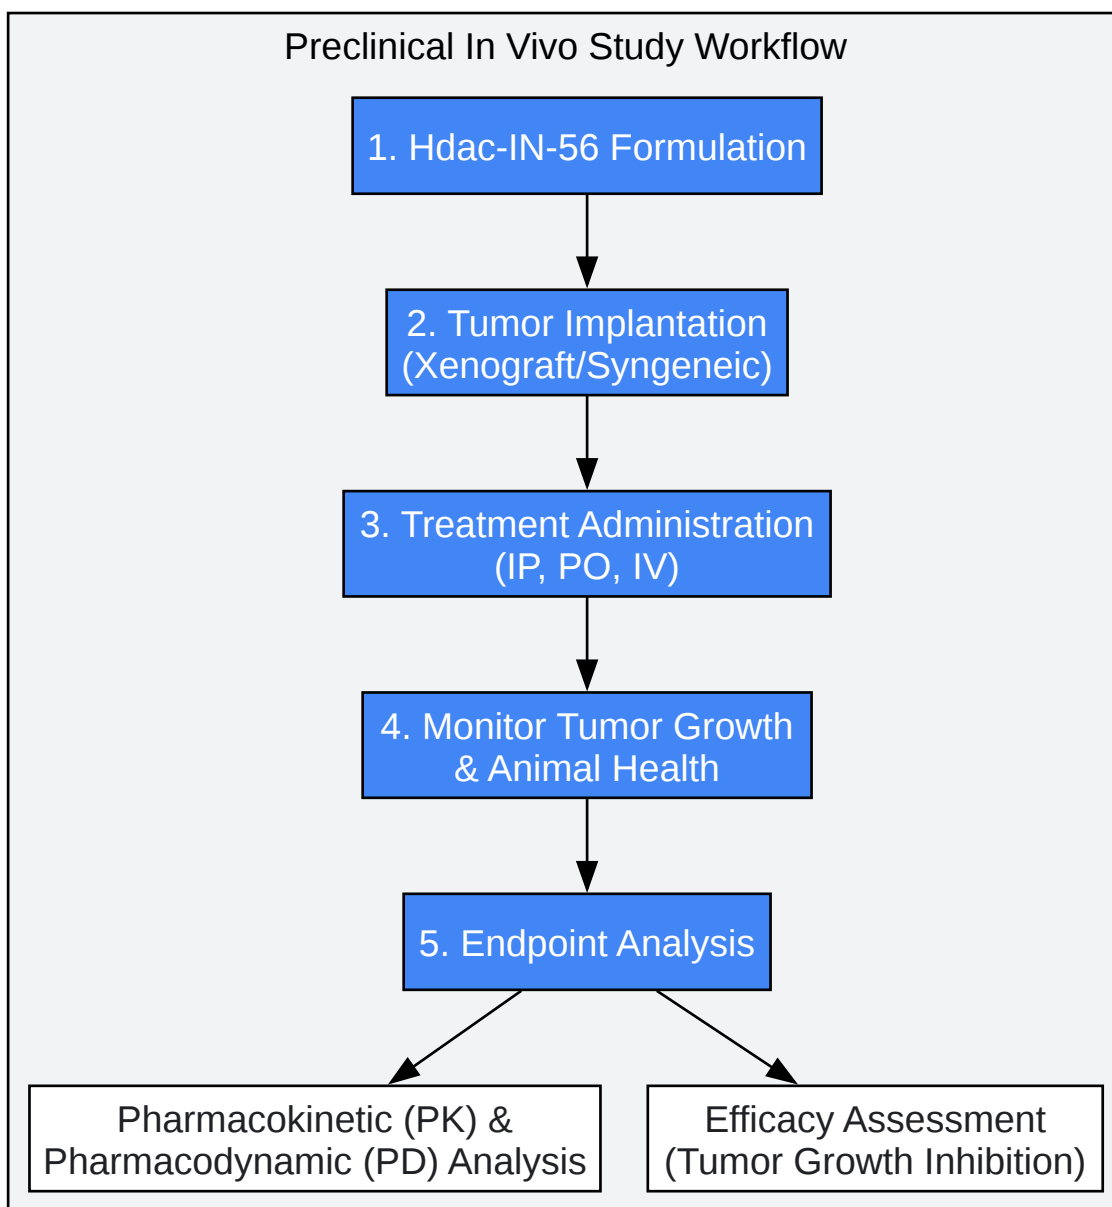 Preclinical In Vivo Study Workflow
1. Hdac-IN-56 Formulation
2. Tumor Implantation
(Xenograft/Syngeneic)
3. Treatment Administration
(IP, PO, IV)
4. Monitor Tumor Growth
& Animal Health
5. Endpoint Analysis
Pharmacokinetic (PK) &
Pharmacodynamic (PD) Analysis
Efficacy Assessment
(Tumor Growth Inhibition)